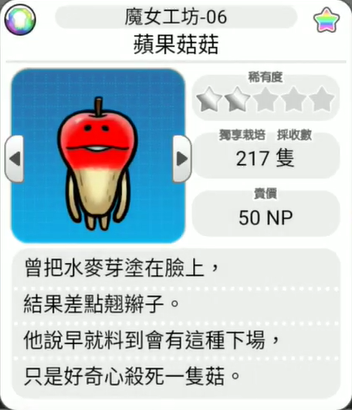 魔女工坊-06
蘋果菇菇
稀有度
獨享栽培 採收數
217 隻
賣價
50 NP
曾把水麥芽塗在臉上，
結果差點翹辮子。
他說早就料到會有這種下場，
只是好奇心殺死一隻菇。